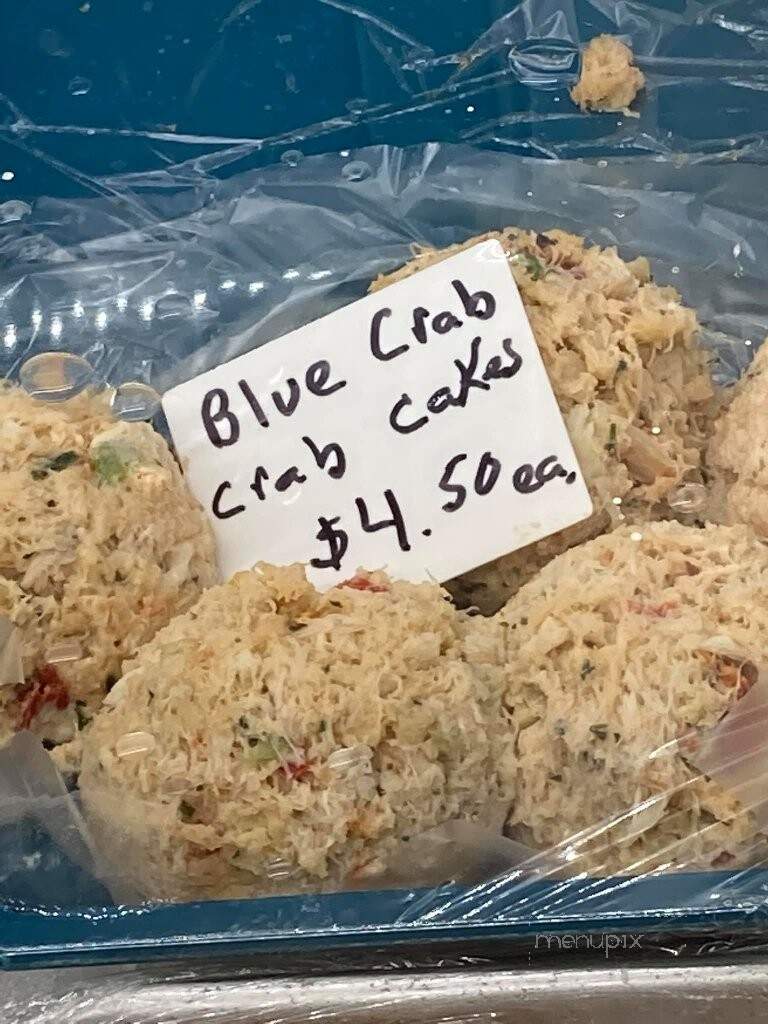 Blue Crab
crab cakes
$4.50 ea.
menupix